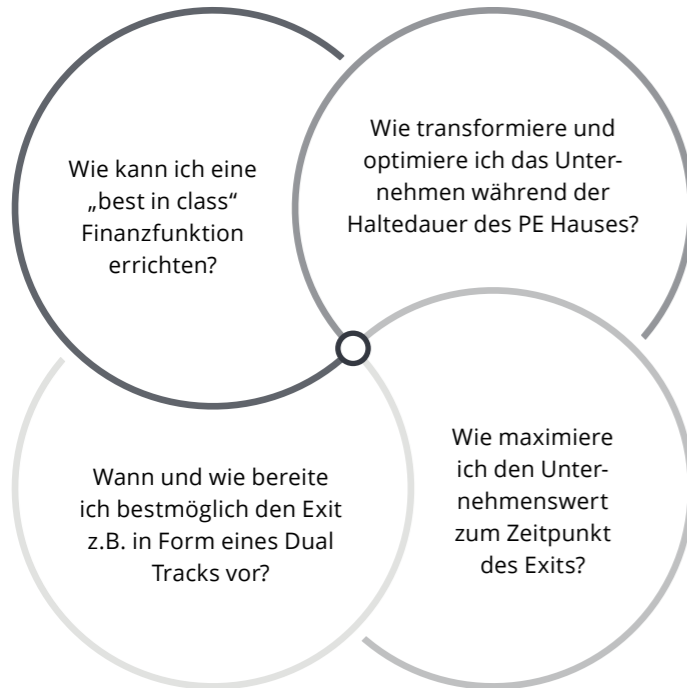 Wie kann ich eine
„best in class“
Finanzfunktion
errichten?
Wie transformiere und
optimiere ich das Unter-
nehmen während der
Haltedauer des PE Hauses?
Wann und wie bereite
ich bestmöglich den Exit
z.B. in Form eines Dual
Tracks vor?
Wie maximiere
ich den Unter-
nehmenswert
zum Zeitpunkt
des Exits?